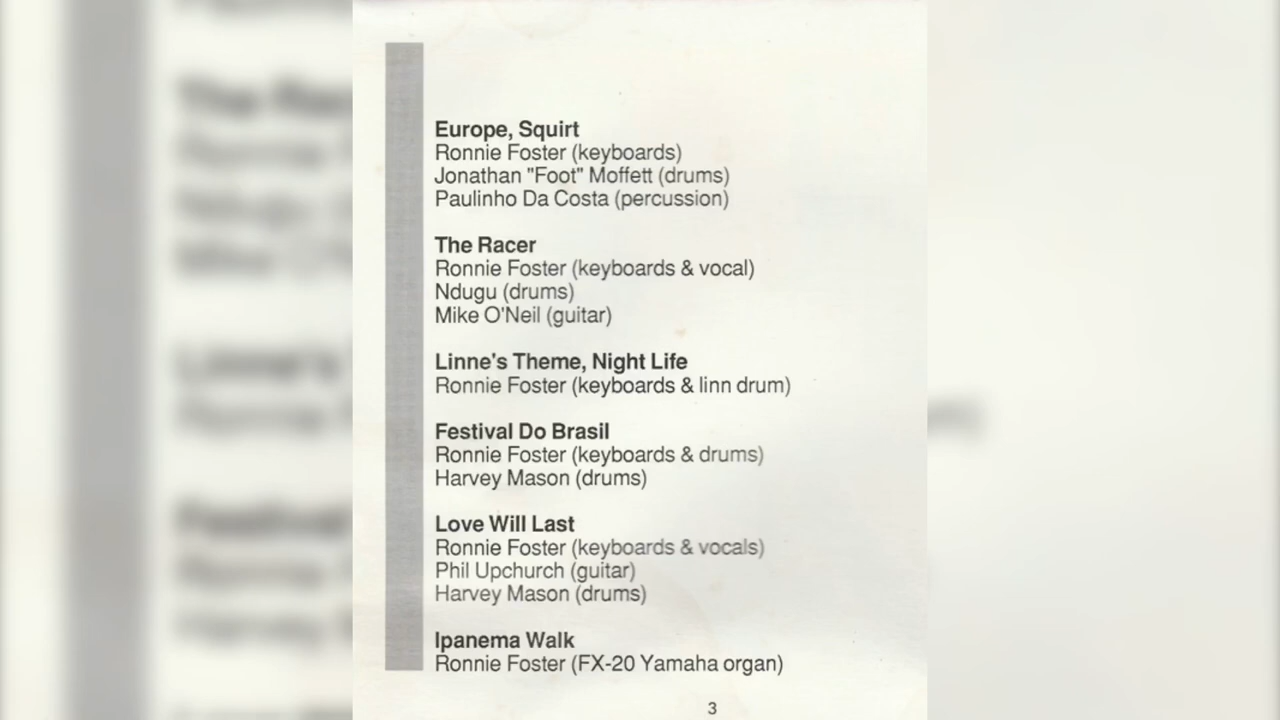 Europe, Squirt
Ronnie Foster (keyboards)
Jonathan "Foot" Moffett (drums)
Paulinho Da Costa (percussion)
The Racer
Ronnie Foster (keyboards & vocal)
Ndugu (drums)
Mike O'Neil (guitar)
Linne's Theme, Night Life
Ronnie Foster (keyboards & linn drum)
Festival Do Brasil
Ronnie Foster (keyboards & drums)
Harvey Mason (drums)
Love Will Last
Ronnie Foster (keyboards & vocals)
Phil Upchurch (guitar)
Harvey Mason (drums)
Ipanema Walk
Ronnie Foster (FX-20 Yamaha organ)
3